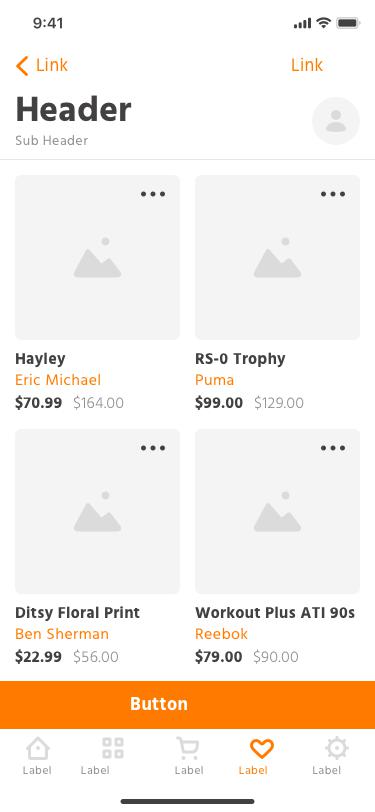 9:41
Link Link
Header
Sub Header
Hayley RS-0 Trophy
Eric Michael Puma
$70.99 $164.00 $99.00 $129.00
Ditsy Floral Print Workout Plus ATI 90s
Ben Sherman Reebok
$22.99 $56.00 $79.00 $90.00
Button
Label Label Label Label Label